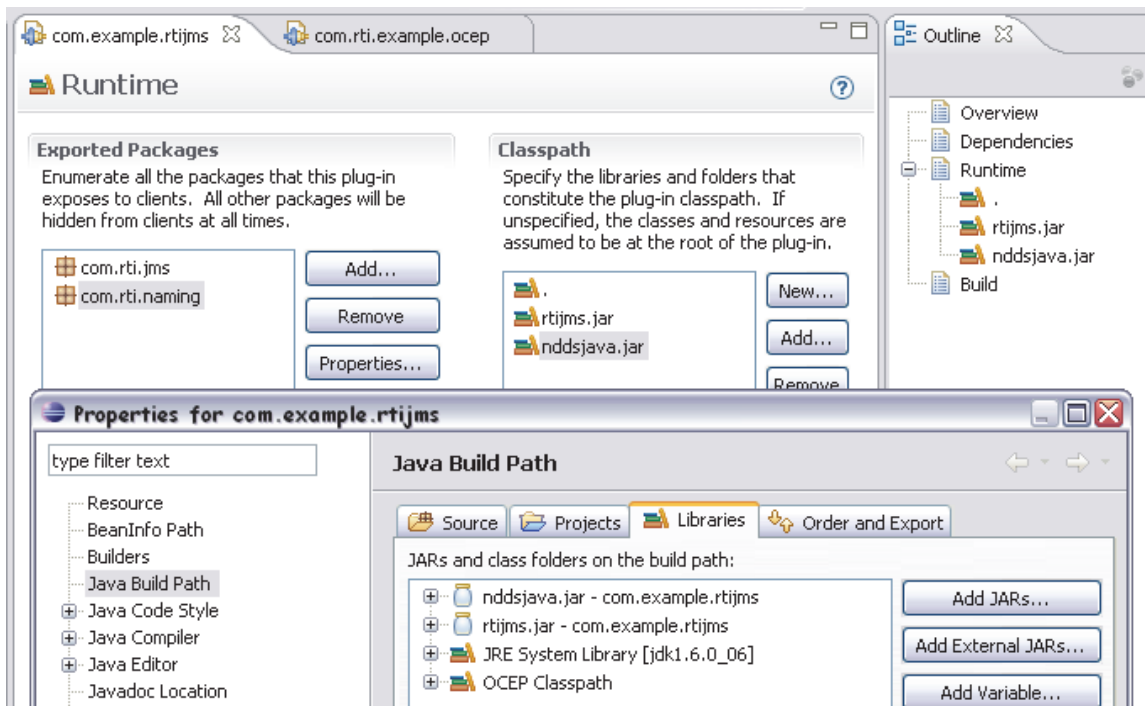 com.example.rtijms
com.rti.example.ocep
Outline
Runtime
?
Exported Packages
Enumerate all the packages that this plug-in
exposes to clients. All other packages will be
hidden from clients at all times.
com.rti.jms
com.rti.naming
Add...
Remove
Properties...
Classpath
Specify the libraries and folders that
constitute the plug-in classpath. If
unspecified, the classes and resources are
assumed to be at the root of the plug-in.
.
rtijms.jar
nddsjava.jar
New...
Add...
Remove
Overview
Dependencies
Runtime
.
rtijms.jar
nddsjava.jar
Build
Properties for com.example.rtijms
type filter text
Resource
BeanInfo Path
Builders
Java Build Path
Java Code Style
Java Compiler
Java Editor
Javadoc Location
Java Build Path
Source
Projects
Libraries
Order and Export
JARs and class folders on the build path:
nddsjava.jar - com.example.rtijms
rtijms.jar - com.example.rtijms
JRE System Library [jdk1.6.0_06]
OCEP Classpath
Add JARs...
Add External JARs...
Add Variable...